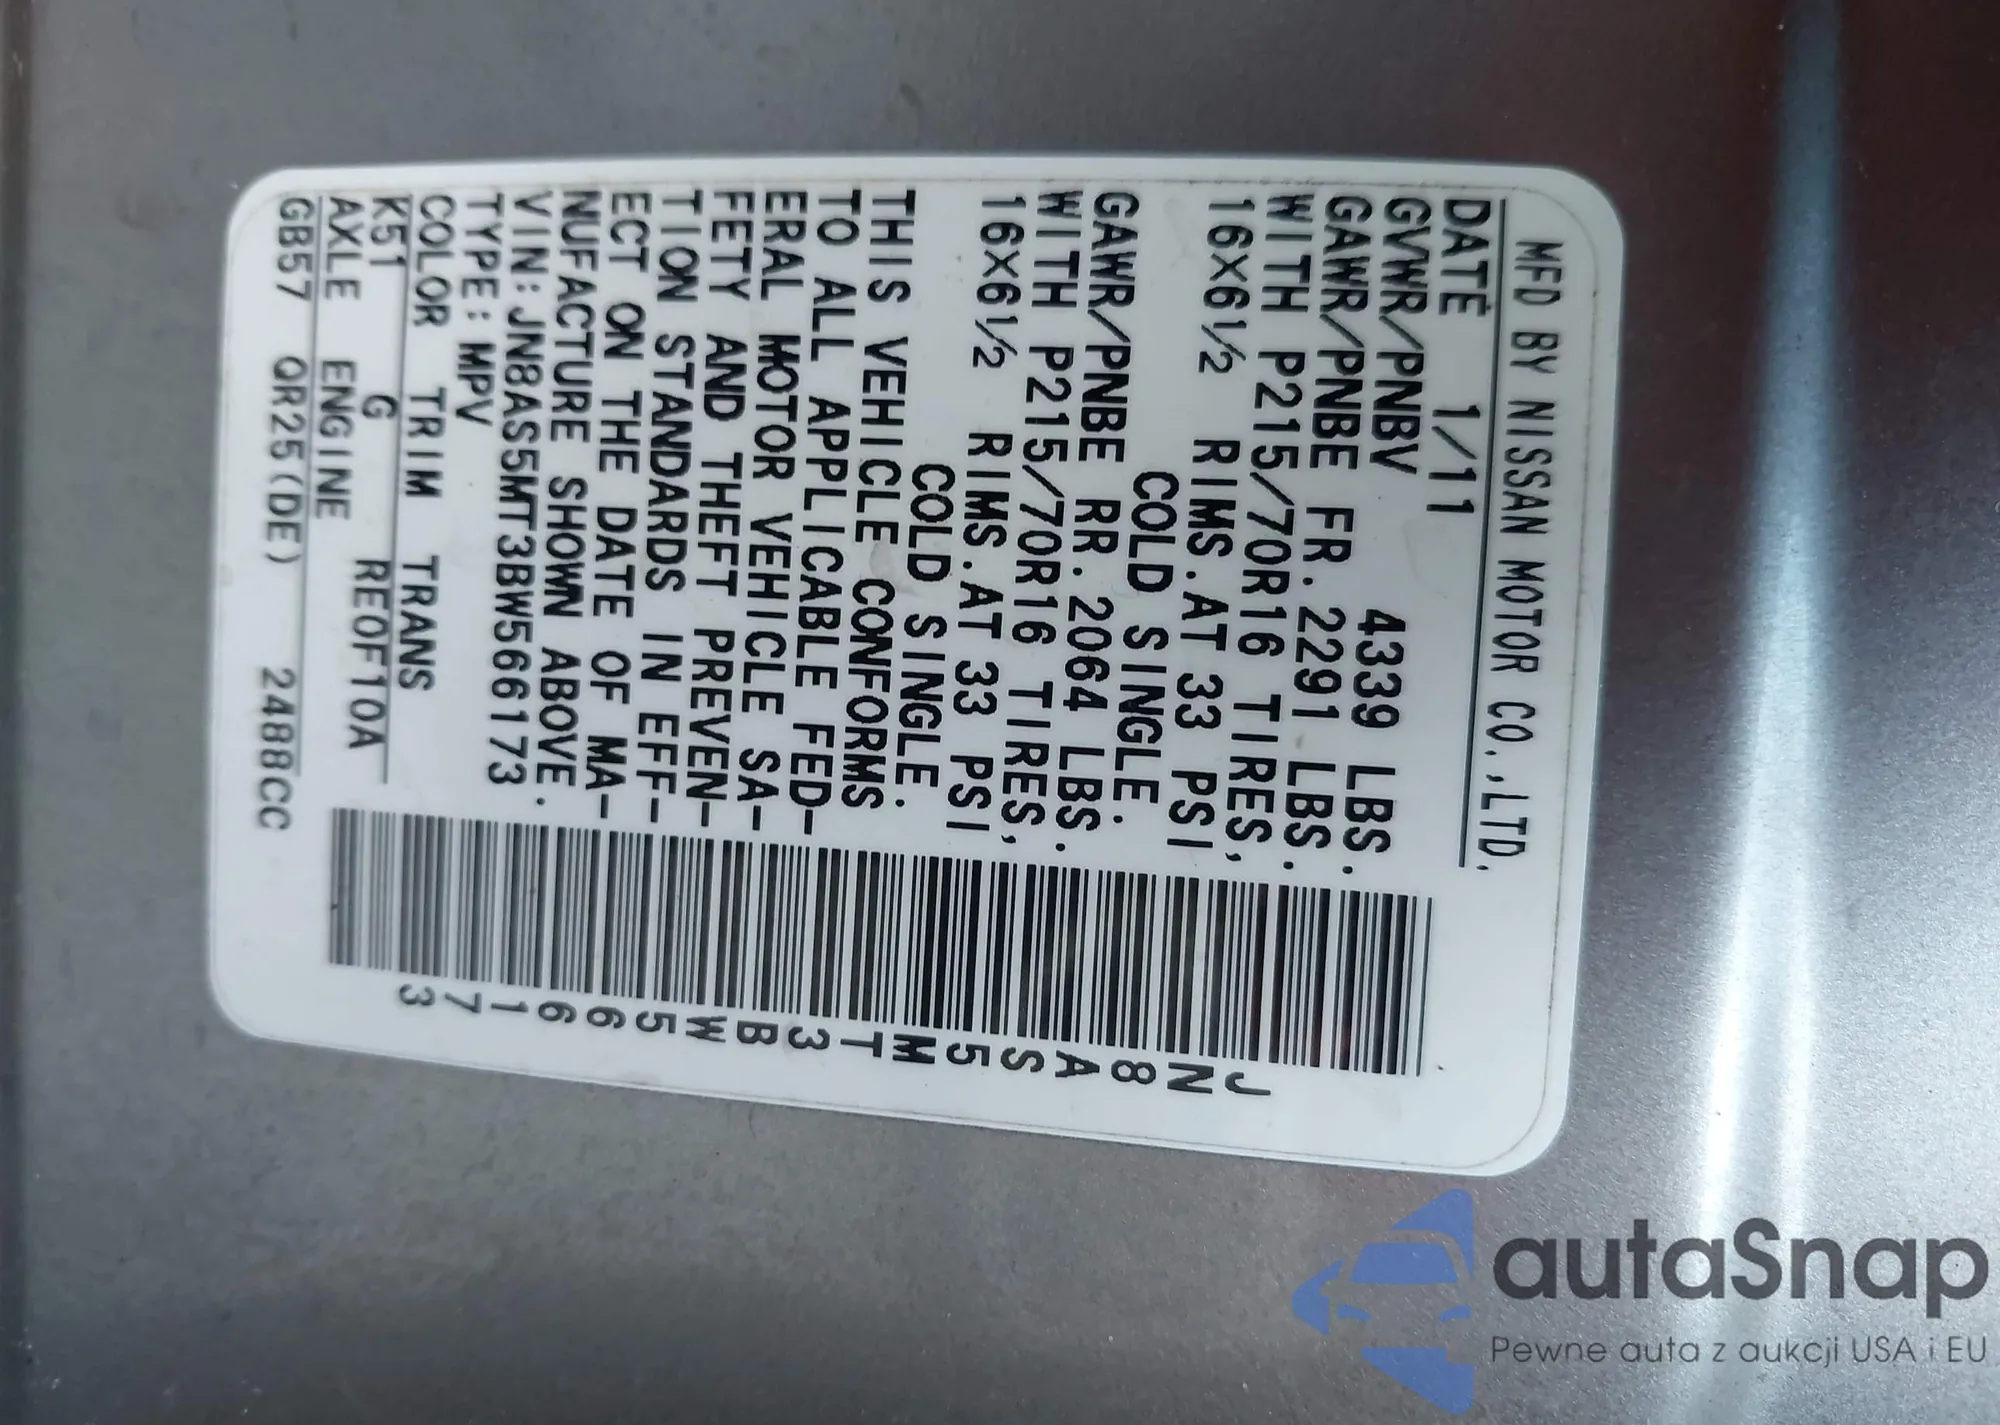 MFD BY NISSAN MOTOR CO.,LTD.
DATE 1/11
GVWR/PNBV 4339 LBS.
GAWR/PNBE FR.2291 LBS.
WITH P215/70R16 TIRES,
16X6½ RIMS.AT 33 PSI
COLD SINGLE.
GAWR/PNBE RR.2064 LBS.
WITH P215/70R16 TIRES,
16X6½ RIMS.AT 33 PSI
COLD SINGLE.
THIS VEHICLE CONFORMS
TO ALL APPLICABLE FED-
ERAL MOTOR VEHICLE SA-
FETY AND THEFT PREVEN-
TION STANDARDS IN EFF-
ECT ON THE DATE OF MA-
NUFACTURE SHOWN ABOVE.
VIN:JN8AS5MT3BW566173
TYPE:MPV
COLOR TRIM TRANS
K51 G RE0F10A
AXLE ENGINE
GB57 QR25(DE) 2488CC
JN8AS5MT3BW566173
autaSnap
Pewne auta z aukcji USA i EU